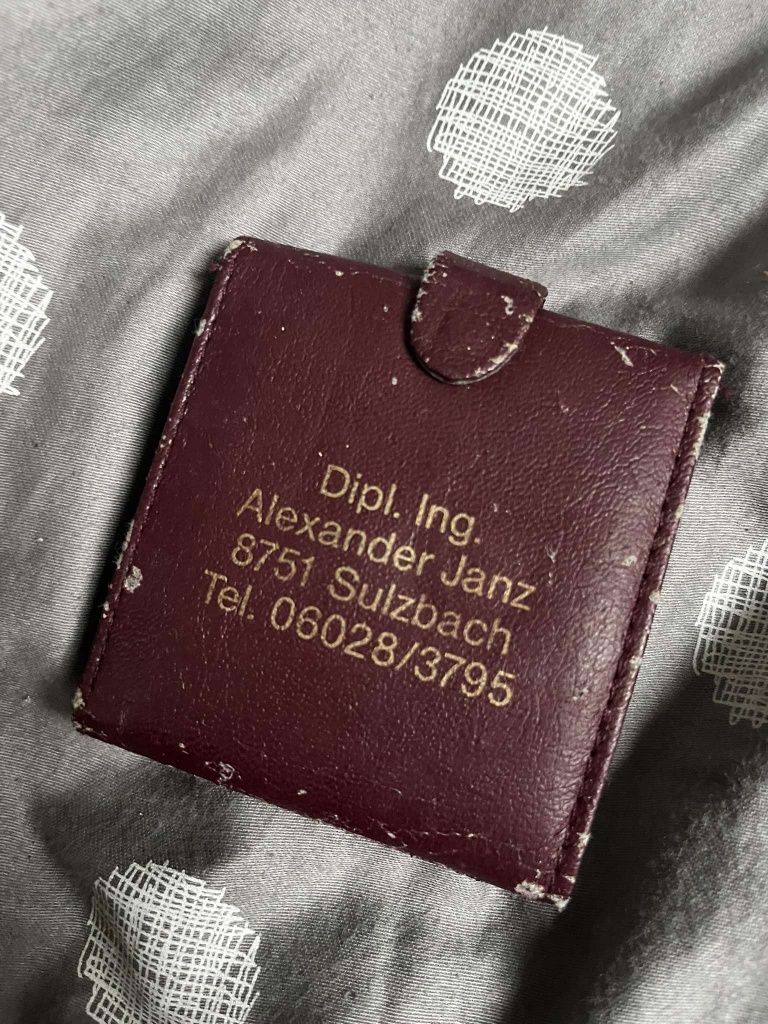 Dipl. Ing.
Alexander Janz
8751 Sulzbach
Tel. 06028/3795